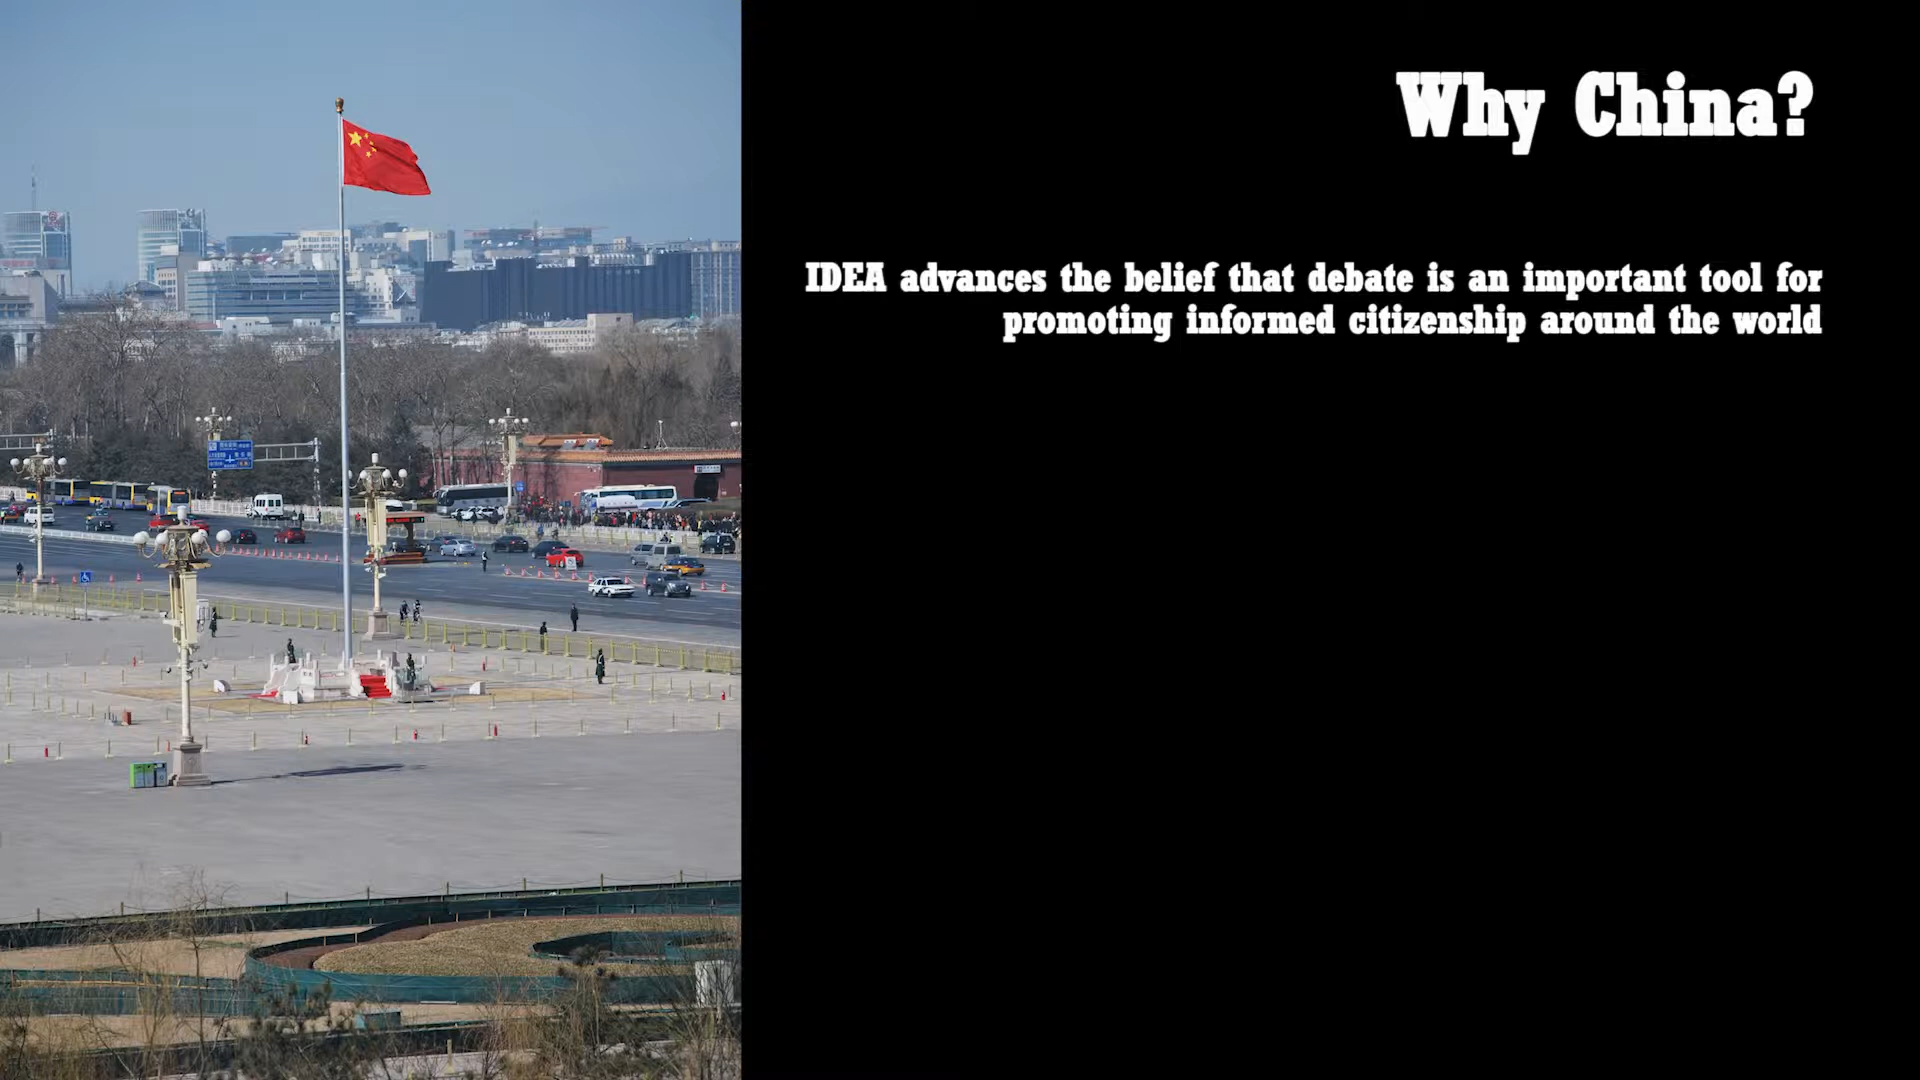 Why China?
IDEA advances the belief that debate is an important tool for
promoting informed citizenship around the world